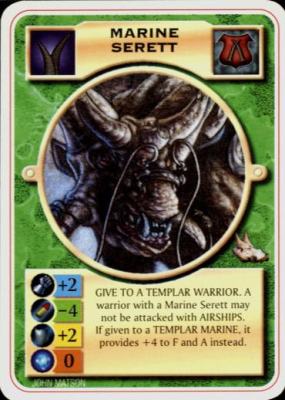 MARINE
SERETT
+2
-4
+2
0
GIVE TO A TEMPLAR WARRIOR. A
warrior with a Marine Serett may
not be attacked with AIRSHIPS.
If given to a TEMPLAR MARINE, it
provides +4 to F and A instead.
JOHN MATSON